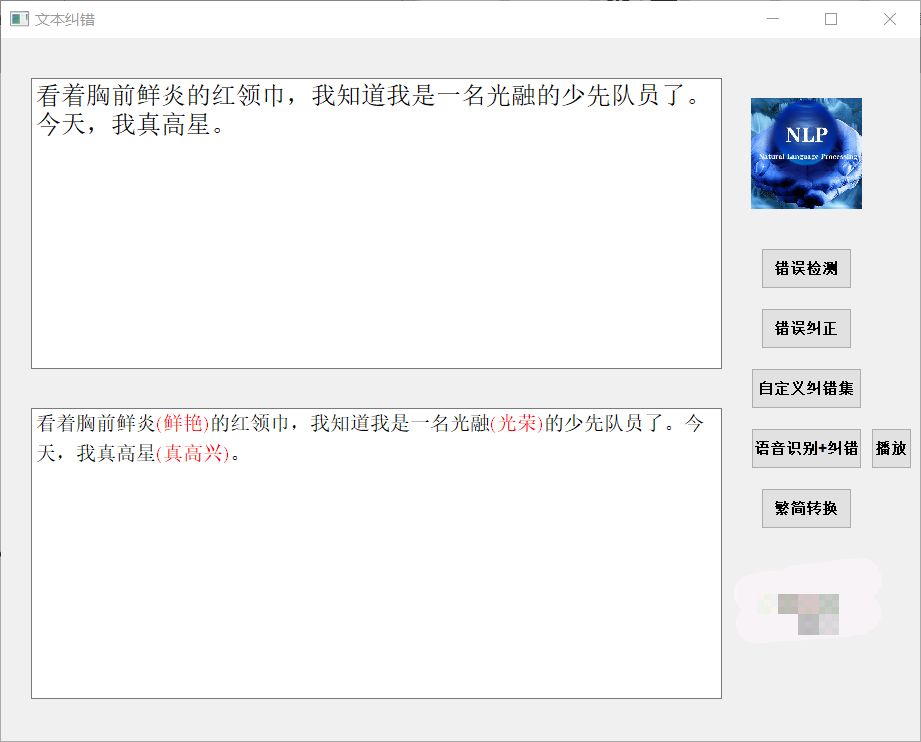 文本纠错
看着胸前鲜炎的红领巾，我知道我是一名光融的少先队员了。
今天，我真高星。
NLP
Natural Language Processing
错误检测
错误纠正
自定义纠错集
看着胸前鲜炎(鲜艳)的红领巾，我知道我是一名光融(光荣)的少先队员了。今
天，我真高星(真高兴)。
语音识别+纠错
播放
繁简转换